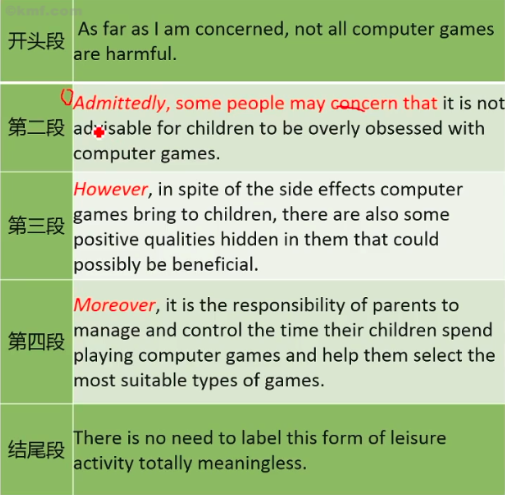 ©kmf.com
开头段
As far as I am concerned, not all computer games
are harmful.
第二段
Admittedly, some people may concern that it is not
advisable for children to be overly obsessed with
computer games.
第三段
However, in spite of the side effects computer
games bring to children, there are also some
positive qualities hidden in them that could
possibly be beneficial.
第四段
Moreover, it is the responsibility of parents to
manage and control the time their children spend
playing computer games and help them select the
most suitable types of games.
结尾段
There is no need to label this form of leisure
activity totally meaningless.